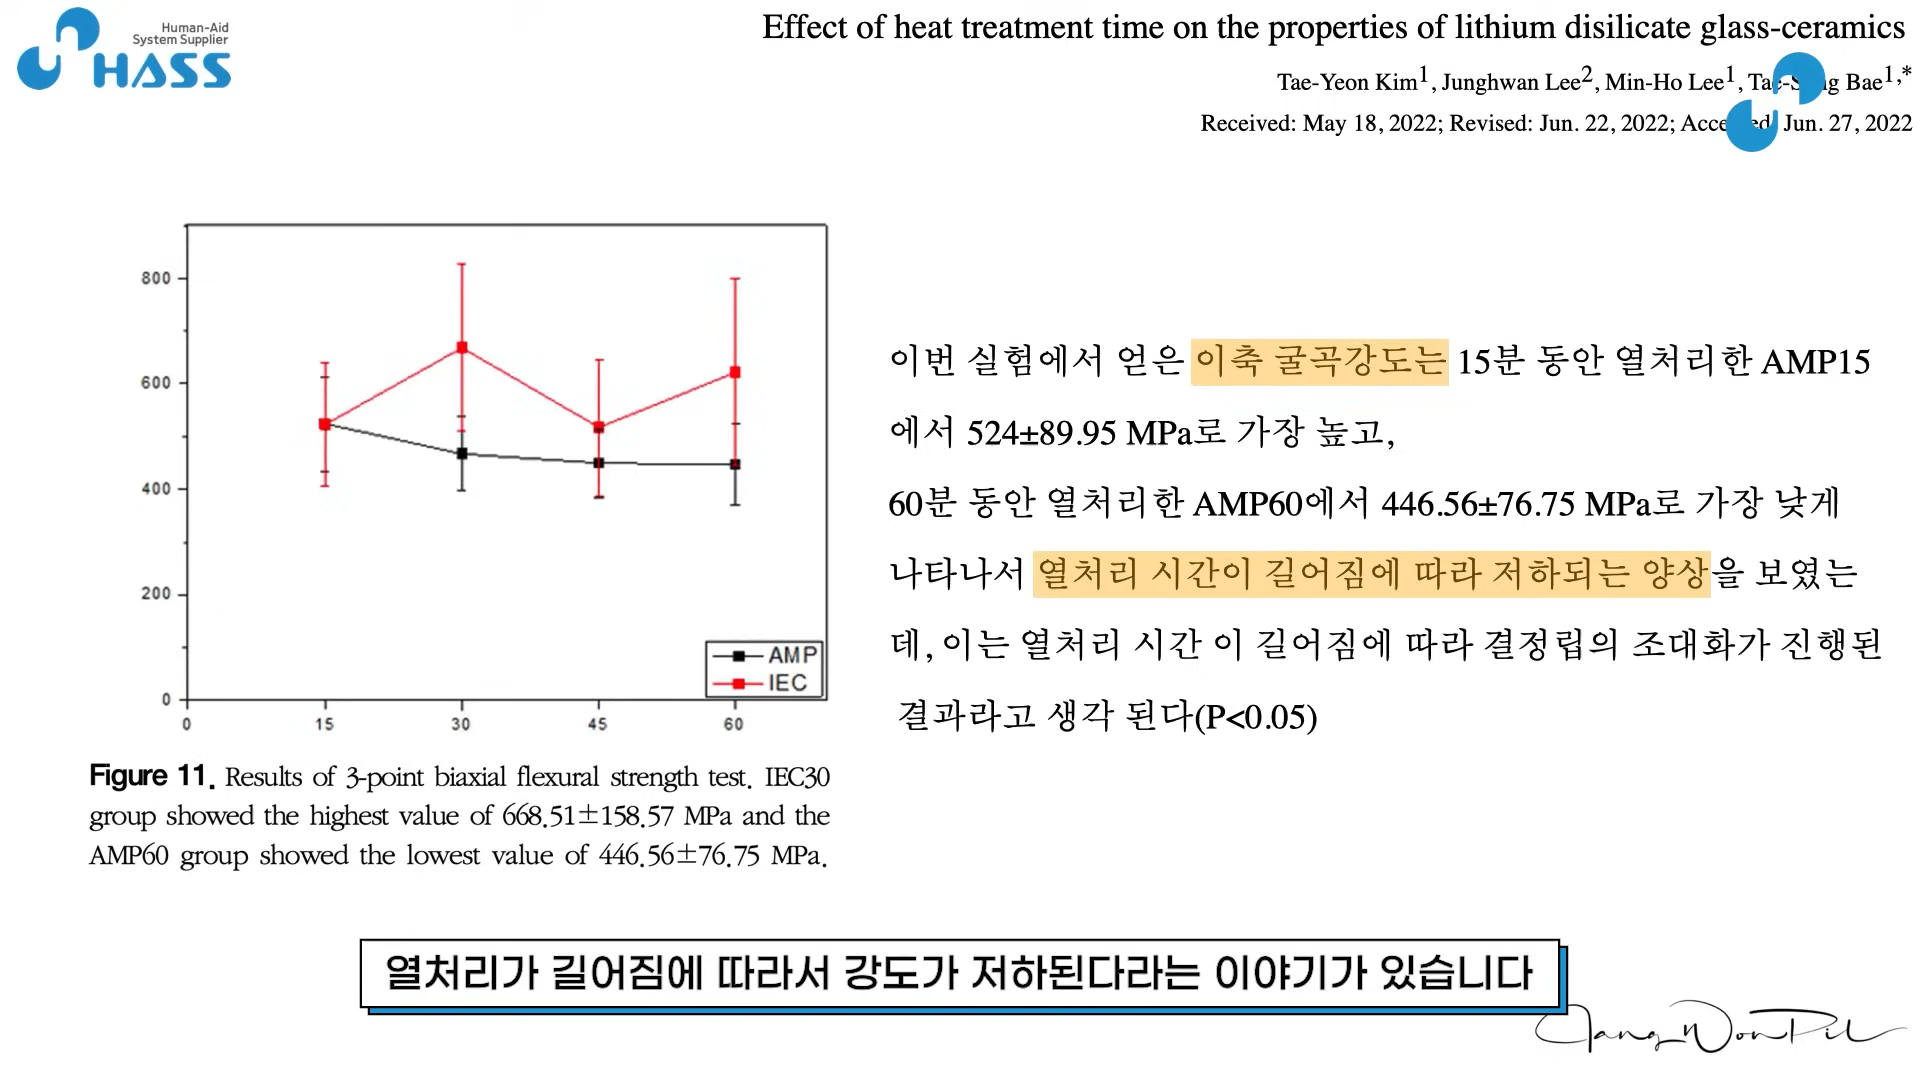 Human-Aid
System Supplier
HASS
Effect of heat treatment time on the properties of lithium disilicate glass-ceramics
Tae-Yeon Kim1, Junghwan Lee2, Min-Ho Lee1, Bae1,*
Received: May 18, 2022; Revised: Jun. 22, 2022; Jun. 27, 2022
800
600
400
200
0
0 15 30 45 60
AMP
IEC
이번 실험에서 얻은 이축 굴곡강도는 15분 동안 열처리한 AMP15
에서 524±89.95 MPa로 가장 높고,
60분 동안 열처리한 AMP60에서 446.56±76.75 MPa로 가장 낮게
나타나서 열처리 시간이 길어짐에 따라 저하되는 양상을 보였는
데, 이는 열처리 시간 이 길어짐에 따라 결정립의 조대화가 진행된
결과라고 생각 된다(P<0.05)
Figure 11. Results of 3-point biaxial flexural strength test. IEC30
group showed the highest value of 668.51±158.57 MPa and the
AMP60 group showed the lowest value of 446.56±76.75 MPa.
열처리가 길어짐에 따라서 강도가 저하된다라는 이야기가 있습니다
Jang Won Pil